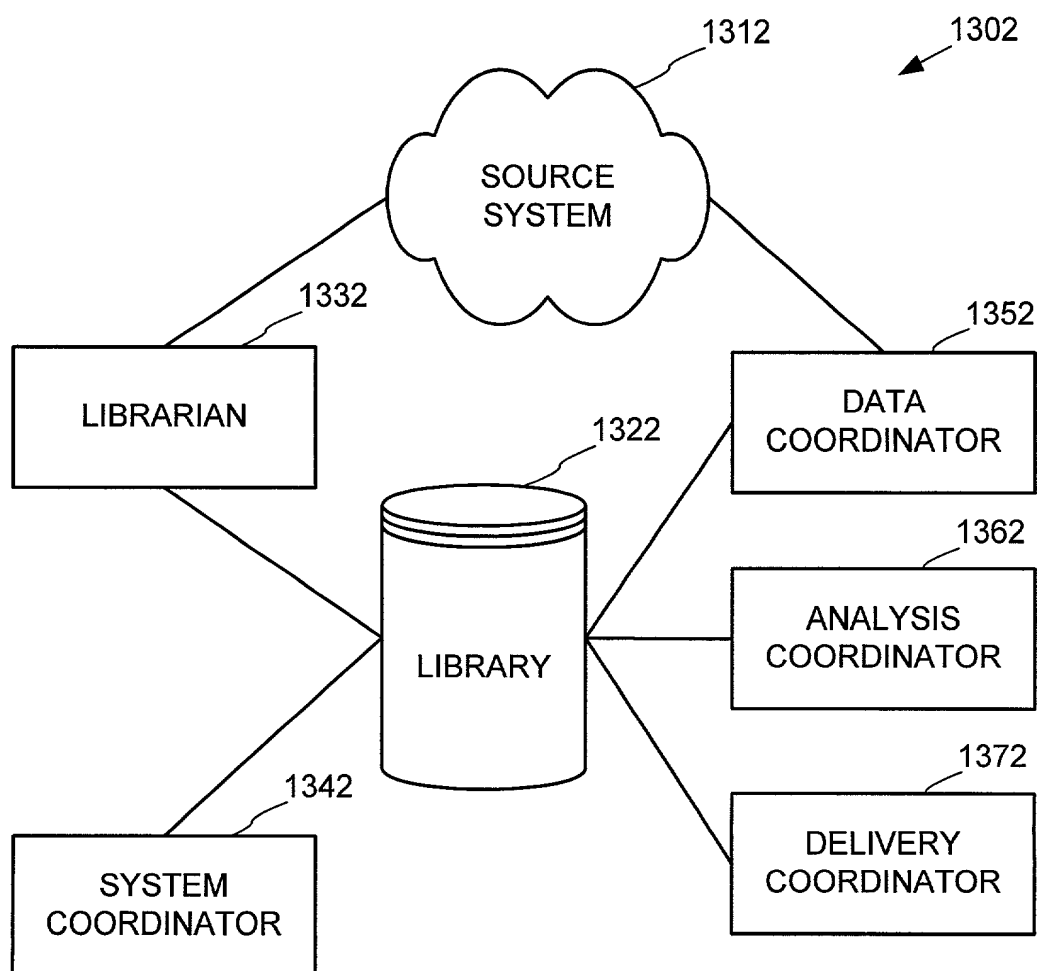 1312
1302
SOURCE
SYSTEM
1332
1352
LIBRARIAN
DATA
COORDINATOR
1322
1362
LIBRARY
ANALYSIS
COORDINATOR
1342
1372
SYSTEM
COORDINATOR
DELIVERY
COORDINATOR